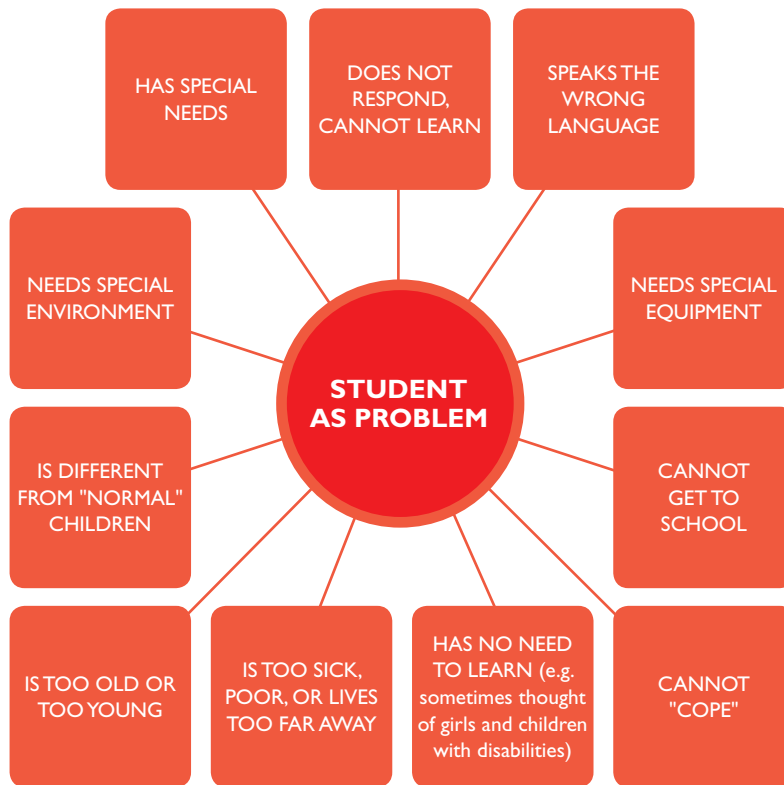 HAS SPECIAL
NEEDS
DOES NOT
RESPOND,
CANNOT LEARN
SPEAKS THE
WRONG
LANGUAGE
NEEDS SPECIAL
ENVIRONMENT
NEEDS SPECIAL
EQUIPMENT
STUDENT
AS PROBLEM
IS DIFFERENT
FROM "NORMAL"
CHILDREN
CANNOT
GET TO
SCHOOL
IS TOO OLD OR
TOO YOUNG
IS TOO SICK,
POOR, OR LIVES
TOO FAR AWAY
HAS NO NEED
TO LEARN (e.g.
sometimes thought
of girls and children
with disabilities)
CANNOT
"COPE"